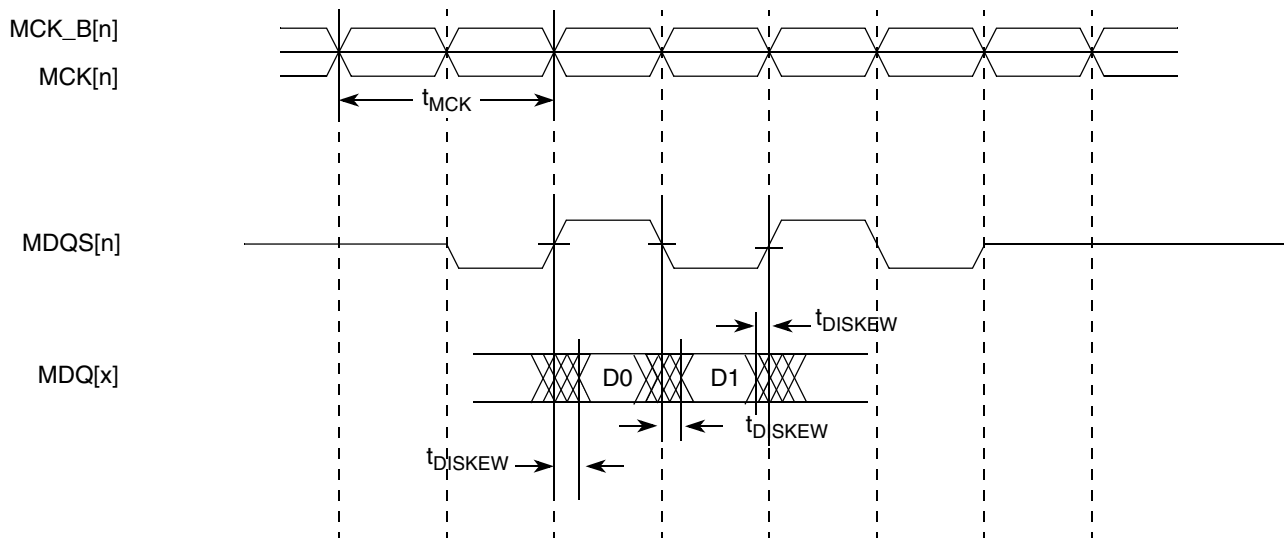 MCK_B[n]
MCK[n]
tMCK
MDQS[n]
tDISKEW
MDQ[x]
D0
D1
tDISKEW
tDISKEW